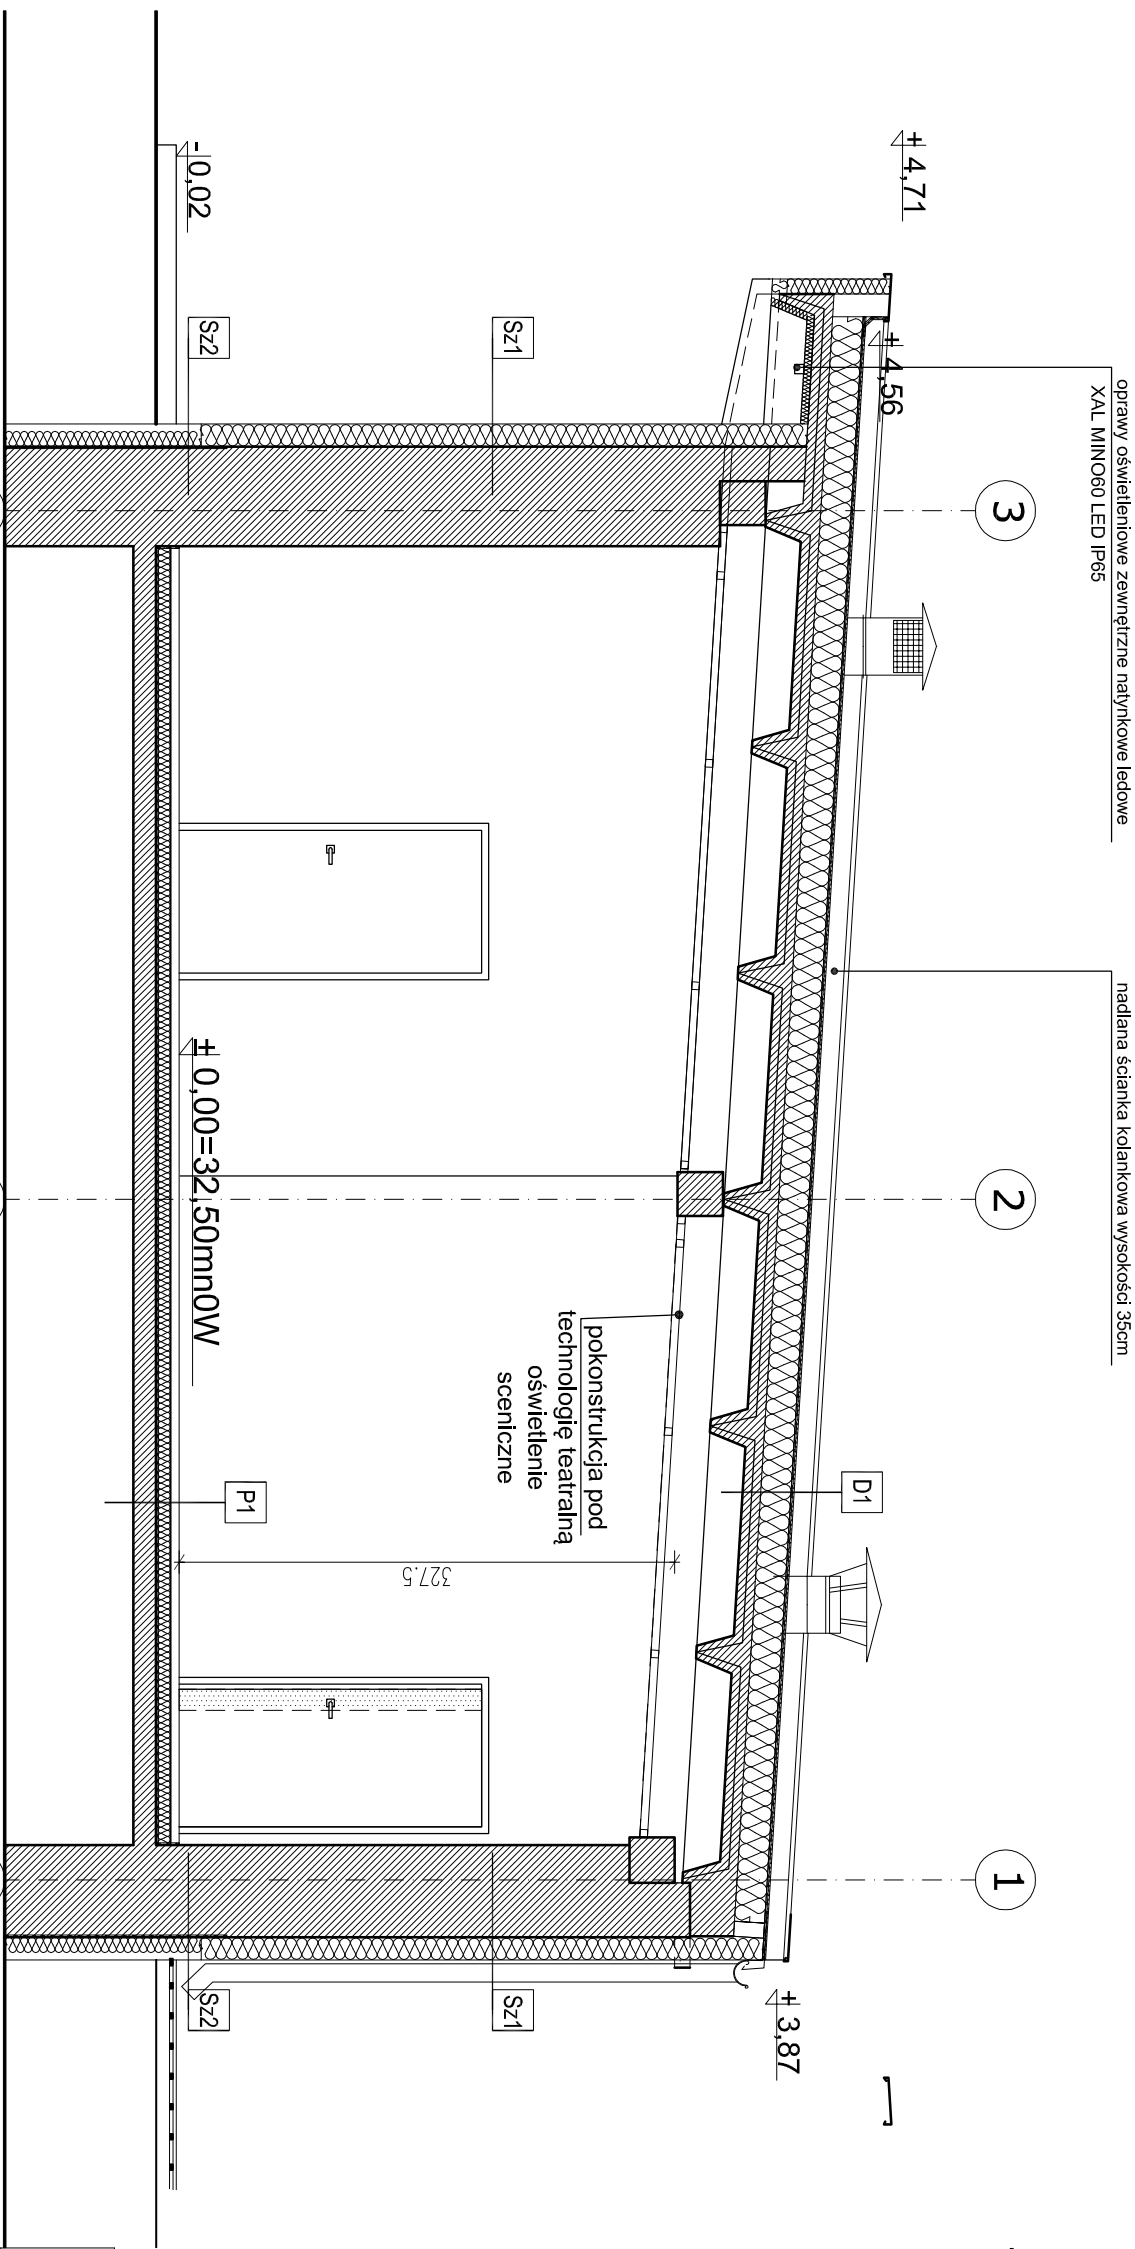 oprawy oświetleniowe zewnętrzne natynkowe ledowe
XAL MINO60 LED IP65
nadlana ścianka kolankowa wysokości 35cm
3
2
1
+ 4,71
+ 4,56
+ 3,87
D1
pokonstrukcja pod
technologię teatralną
oświetlenie
sceniczne
Sz1
Sz1
327.5
P1
Sz2
Sz2
- 0,02
± 0,00=32,50mn0W